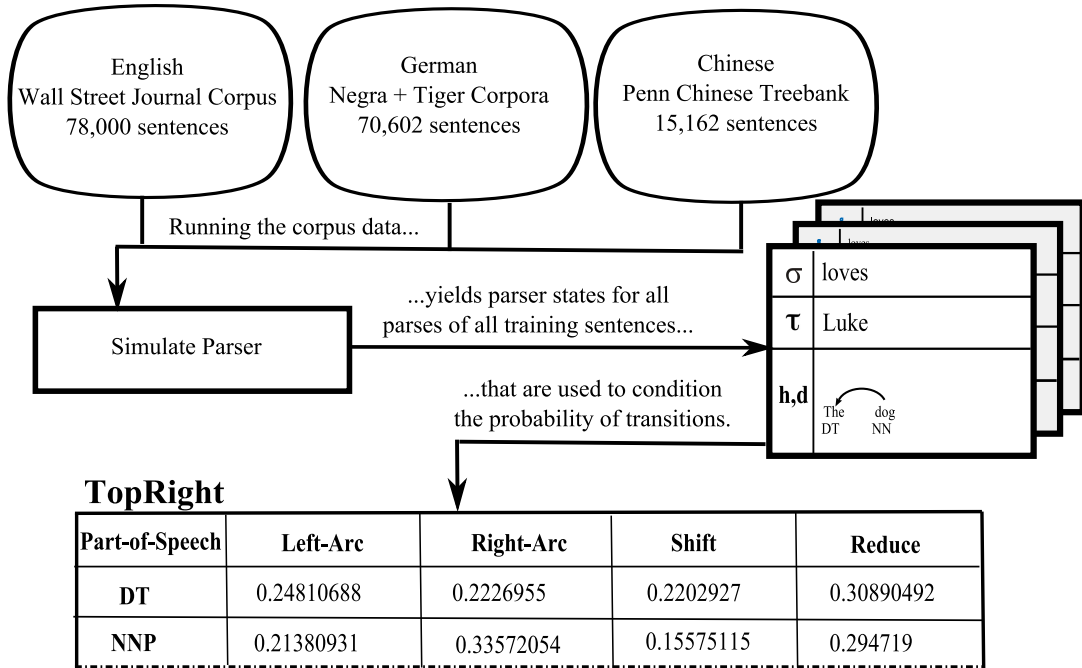 English
Wall Street Journal Corpus
78,000 sentences
German
Negra + Tiger Corpora
70,602 sentences
Chinese
Penn Chinese Treebank
15,162 sentences
Running the corpus data...
Simulate Parser
...yields parser states for all
parses of all training sentences...
loves
loves
σ loves
τ Luke
h,d
The dog
DT NN
...that are used to condition
the probability of transitions.
TopRight
Part-of-Speech Left-Arc Right-Arc Shift Reduce
DT 0.24810688 0.2226955 0.2202927 0.30890492
NNP 0.21380931 0.33572054 0.15575115 0.294719